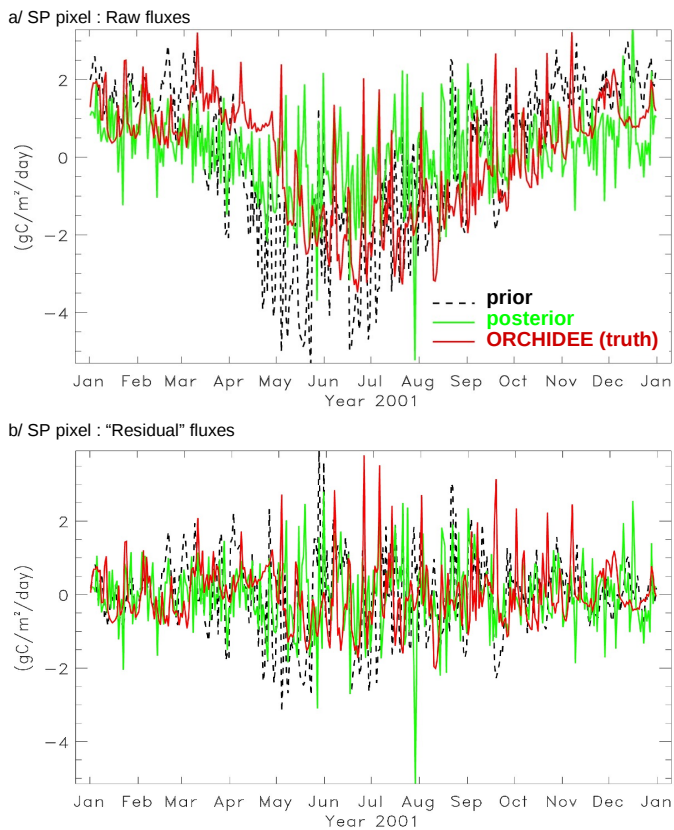 a/ SP pixel : Raw fluxes
2
0
−2
−4
(gC/m²/day)
prior
posterior
ORCHIDEE (truth)
Jan Feb Mar Apr May Jun Jul Aug Sep Oct Nov Dec Jan
Year 2001
b/ SP pixel : “Residual” fluxes
2
0
−2
−4
(gC/m²/day)
Jan Feb Mar Apr May Jun Jul Aug Sep Oct Nov Dec Jan
Year 2001